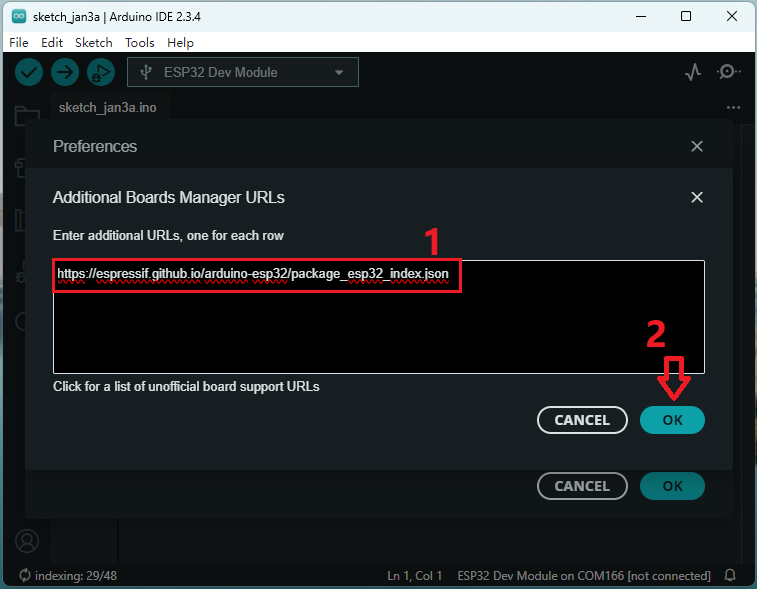 sketch_jan3a | Arduino IDE 2.3.4
File Edit Sketch Tools Help
ESP32 Dev Module
sketch_jan3a.ino
Preferences
Additional Boards Manager URLs
Enter additional URLs, one for each row
1
https://espressif.github.io/arduino-esp32/package_esp32_index.json
2
Click for a list of unofficial board support URLs
CANCEL OK
CANCEL OK
indexing: 29/48 Ln 1, Col 1 ESP32 Dev Module on COM166 [not connected]